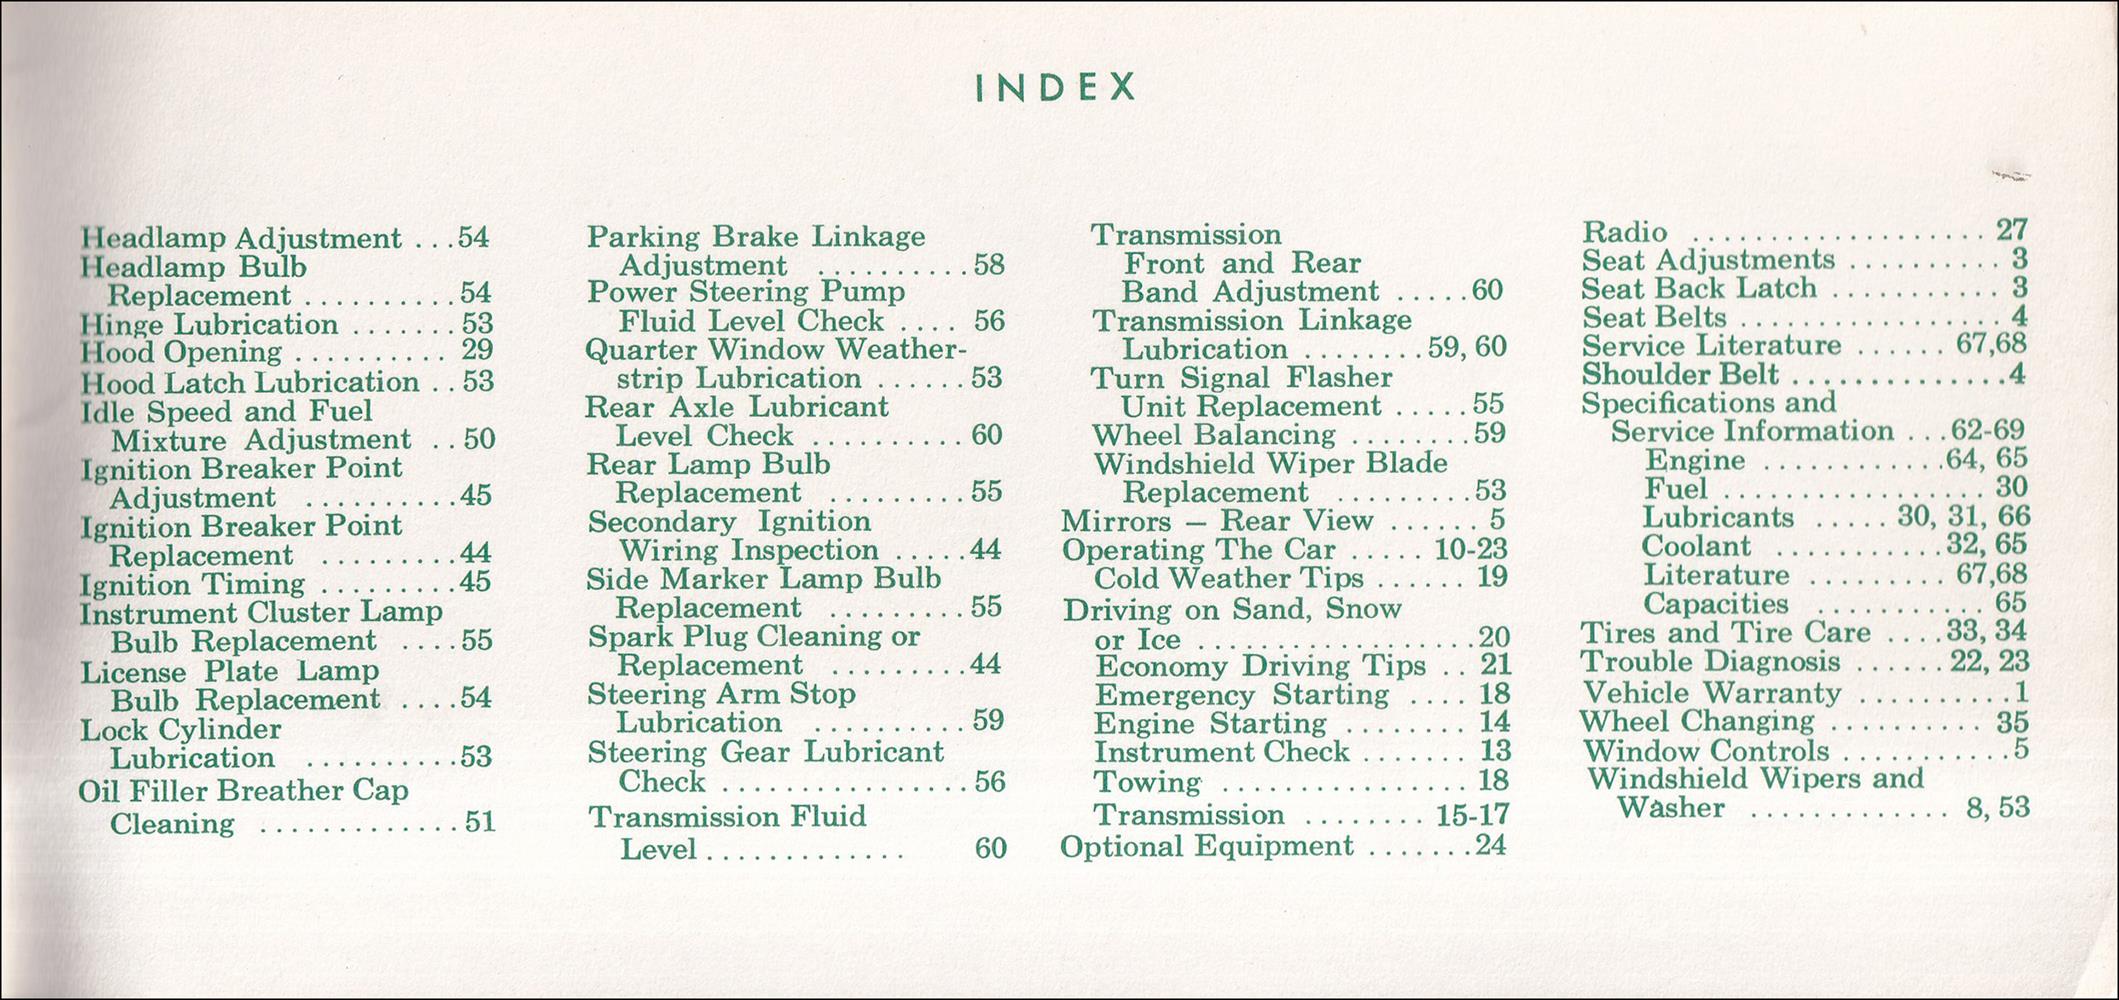 INDEX
Headlamp Adjustment ...54
Headlamp Bulb
Replacement ..........54
Hinge Lubrication .......53
Hood Opening .......... 29
Hood Latch Lubrication ..53
Idle Speed and Fuel
Mixture Adjustment ..50
Ignition Breaker Point
Adjustment ..........45
Ignition Breaker Point
Replacement .........44
Ignition Timing .........45
Instrument Cluster Lamp
Bulb Replacement ....55
License Plate Lamp
Bulb Replacement ....54
Lock Cylinder
Lubrication ..........53
Oil Filler Breather Cap
Cleaning .............51
Parking Brake Linkage
Adjustment ..........58
Power Steering Pump
Fluid Level Check .... 56
Quarter Window Weather-
strip Lubrication ......53
Rear Axle Lubricant
Level Check .......... 60
Rear Lamp Bulb
Replacement .........55
Secondary Ignition
Wiring Inspection .....44
Side Marker Lamp Bulb
Replacement .........55
Spark Plug Cleaning or
Replacement .........44
Steering Arm Stop
Lubrication ..........59
Steering Gear Lubricant
Check ................56
Transmission Fluid
Level ............. 60
Transmission
Front and Rear
Band Adjustment .....60
Transmission Linkage
Lubrication ........59, 60
Turn Signal Flasher
Unit Replacement .....55
Wheel Balancing ........59
Windshield Wiper Blade
Replacement .........53
Mirrors — Rear View ...... 5
Operating The Car ..... 10-23
Cold Weather Tips ...... 19
Driving on Sand, Snow
or Ice ..................20
Economy Driving Tips .. 21
Emergency Starting .... 18
Engine Starting ........ 14
Instrument Check ....... 13
Towing ................ 18
Transmission ........ 15-17
Optional Equipment .......24
Radio ................... 27
Seat Adjustments .......... 3
Seat Back Latch ........... 3
Seat Belts ................. 4
Service Literature ...... 67,68
Shoulder Belt ..............4
Specifications and
Service Information ...62-69
Engine ............64, 65
Fuel ................. 30
Lubricants ..... 30, 31, 66
Coolant ...........32, 65
Literature ......... 67,68
Capacities ........... 65
Tires and Tire Care ....33, 34
Trouble Diagnosis ...... 22, 23
Vehicle Warranty ..........1
Wheel Changing .......... 35
Window Controls ...........5
Windshield Wipers and
Washer ............. 8, 53